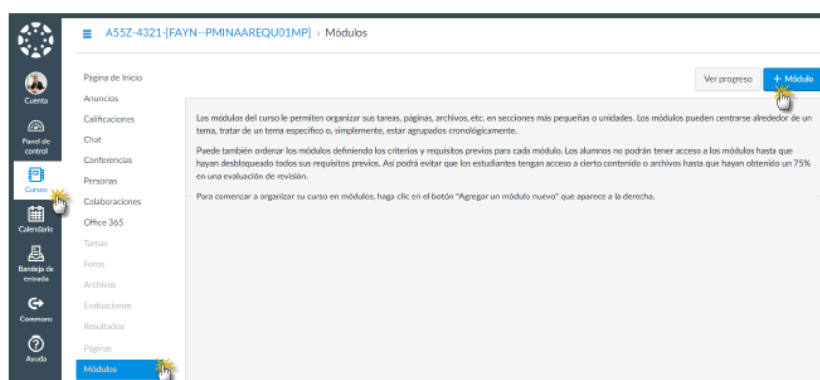 A55Z-4321-[FAYN--PMINAAREQU01MP] › Módulos
Cuenta
Panel de
control
Cursos
Calendario
Bandeja de
entrada
Commons
Ayuda
Página de Inicio
Anuncios
Calificaciones
Chat
Conferencias
Personas
Colaboraciones
Office 365
Tareas
Foros
Archivos
Evaluaciones
Resultados
Páginas
Módulos
Ver progreso
+ Módulo
Los módulos del curso le permiten organizar sus tareas, páginas, archivos, etc. en secciones más pequeñas o unidades. Los módulos pueden centrarse alrededor de un
tema, tratar de un tema específico o, simplemente, estar agrupados cronológicamente.
Puede también ordenar los módulos definiendo los criterios y requisitos previos para cada módulo. Los alumnos no podrán tener acceso a los módulos hasta que
hayan desbloqueado todos sus requisitos previos. Así podrá evitar que los estudiantes tengan acceso a cierto contenido o archivos hasta que hayan obtenido un 75%
en una evaluación de revisión.
Para comenzar a organizar su curso en módulos, haga clic en el botón "Agregar un módulo nuevo" que aparece a la derecha.